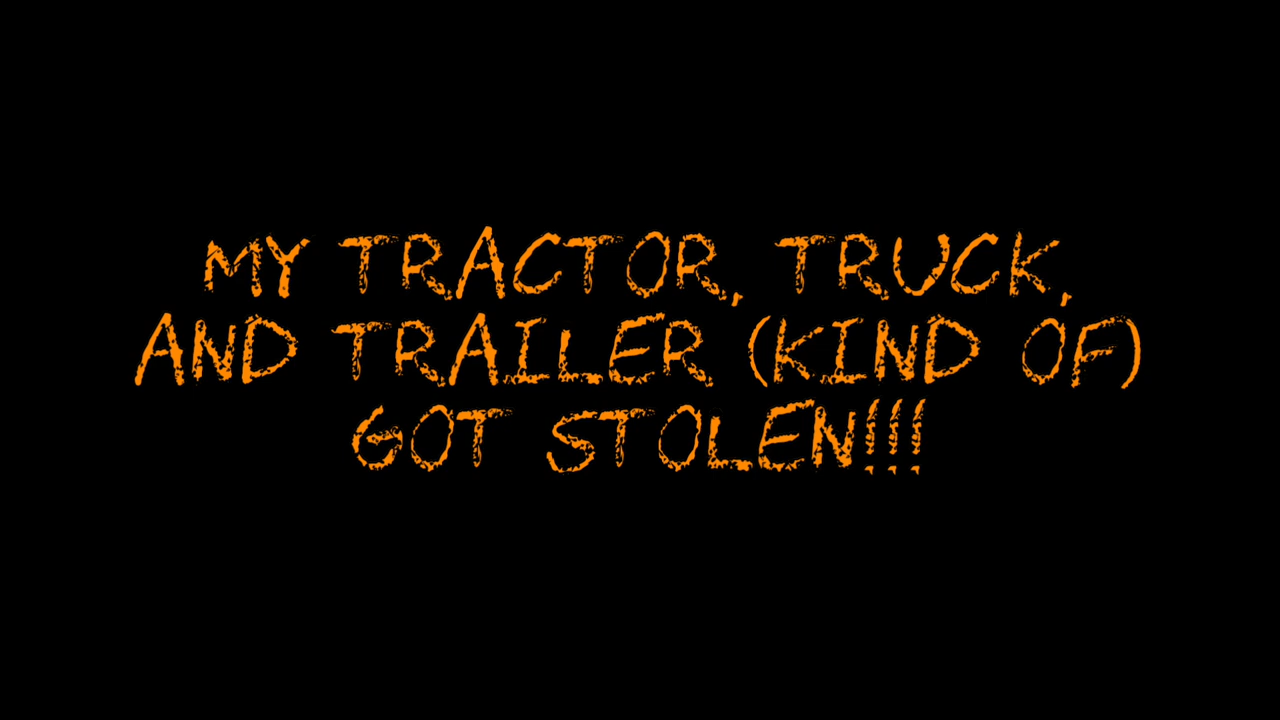 MY TRACTOR, TRUCK,
AND TRAILER (KIND OF)
GOT STOLEN!!!